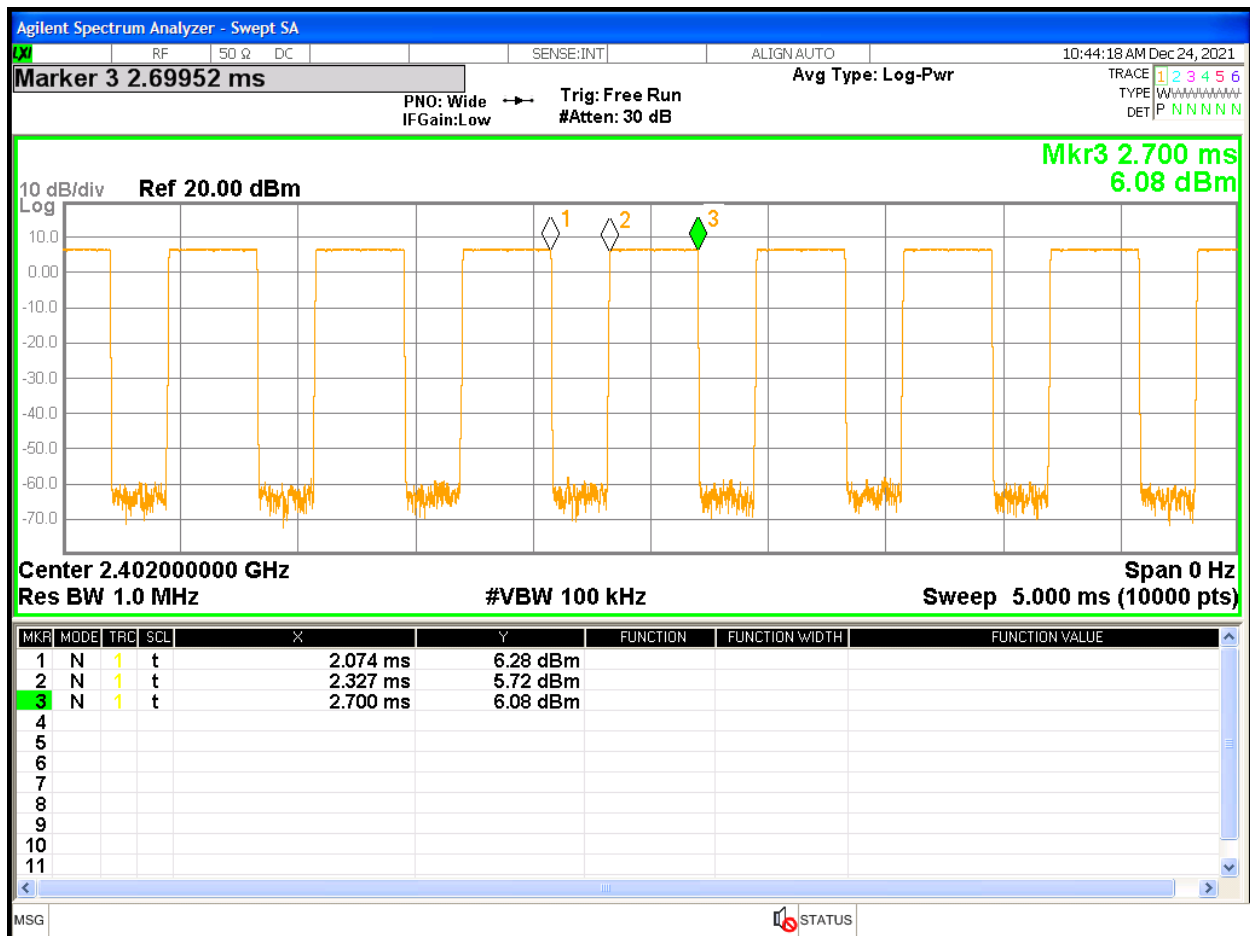 Agilent Spectrum Analyzer - Swept SA
LXI RF 50 Ω DC SENSE:INT ALIGN AUTO 10:44:18 AM Dec 24, 2021
Marker 3 2.69952 ms
PNO: Wide
IFGain:Low
Trig: Free Run
#Atten: 30 dB
Avg Type: Log-Pwr
TRACE 1 2 3 4 5 6
TYPE
DET P N N N N N
Mkr3 2.700 ms
6.08 dBm
10 dB/div Ref 20.00 dBm
Log
1 2 3
10.0
0.00
-10.0
-20.0
-30.0
-40.0
-50.0
-60.0
-70.0
Center 2.402000000 GHz Span 0 Hz
Res BW 1.0 MHz #VBW 100 kHz Sweep 5.000 ms (10000 pts)
MKR MODE TRC SCL X Y FUNCTION FUNCTION WIDTH FUNCTION VALUE
1 N 1 t 2.074 ms 6.28 dBm
2 N 1 t 2.327 ms 5.72 dBm
3 N 1 t 2.700 ms 6.08 dBm
4
5
6
7
8
9
10
11
MSG STATUS